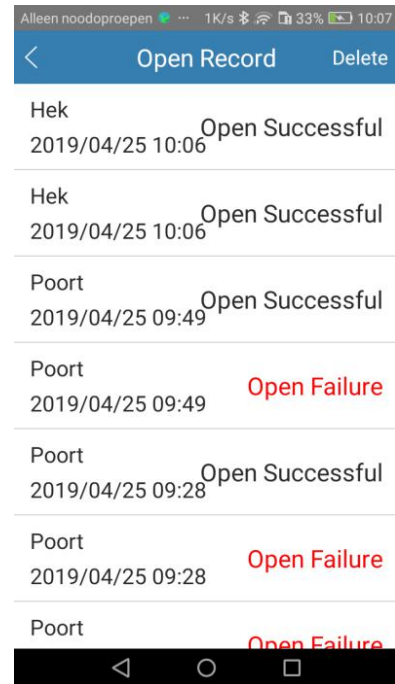 Alleen noodoproepen ... 1K/s 33% 10:07
Open Record Delete
Hek
2019/04/25 10:06 Open Successful
Hek
2019/04/25 10:06 Open Successful
Poort
2019/04/25 09:49 Open Successful
Poort
2019/04/25 09:49 Open Failure
Poort
2019/04/25 09:28 Open Successful
Poort
2019/04/25 09:28 Open Failure
Poort
Open Failure